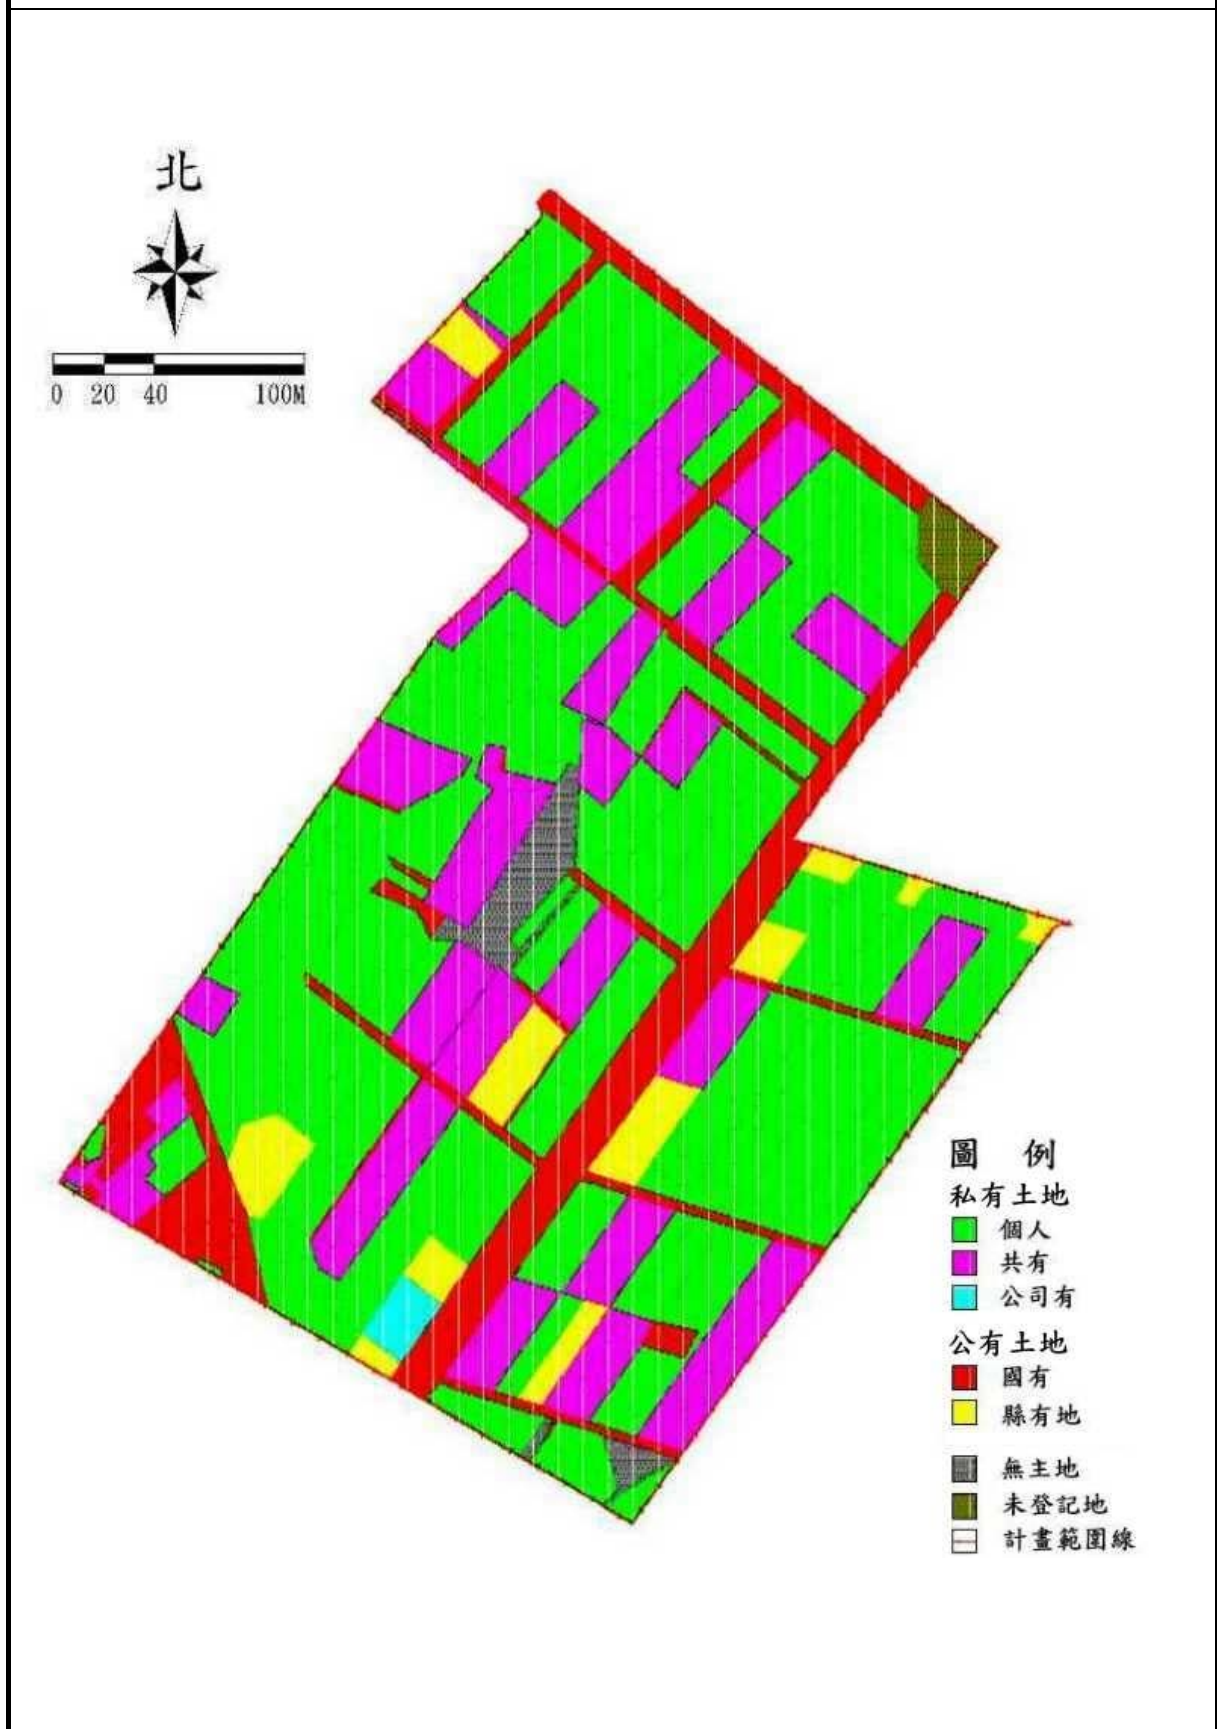 北
0 20 40 100M
圖 例
私有土地
個人
共有
公司有
公有土地
國有
縣有地
無主地
未登記地
計畫範圍線